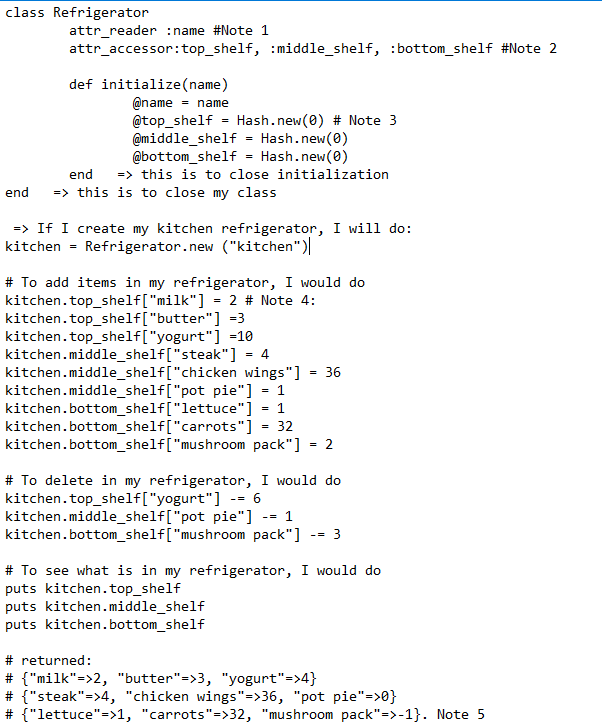 class Refrigerator
        attr_reader :name #Note 1
        attr_accessor:top_shelf, :middle_shelf, :bottom_shelf #Note 2

        def initialize(name)
                @name = name
                @top_shelf = Hash.new(0) # Note 3
                @middle_shelf = Hash.new(0)
                @bottom_shelf = Hash.new(0)
        end   => this is to close initialization
end   => this is to close my class

 => If I create my kitchen refrigerator, I will do:
kitchen = Refrigerator.new ("kitchen")

# To add items in my refrigerator, I would do
kitchen.top_shelf["milk"] = 2 # Note 4:
kitchen.top_shelf["butter"] =3
kitchen.top_shelf["yogurt"] =10
kitchen.middle_shelf["steak"] = 4
kitchen.middle_shelf["chicken wings"] = 36
kitchen.middle_shelf["pot pie"] = 1
kitchen.bottom_shelf["lettuce"] = 1
kitchen.bottom_shelf["carrots"] = 32
kitchen.bottom_shelf["mushroom pack"] = 2

# To delete in my refrigerator, I would do
kitchen.top_shelf["yogurt"] -= 6
kitchen.middle_shelf["pot pie"] -= 1
kitchen.bottom_shelf["mushroom pack"] -= 3

# To see what is in my refrigerator, I would do
puts kitchen.top_shelf
puts kitchen.middle_shelf
puts kitchen.bottom_shelf

# returned:
# {"milk"=>2, "butter"=>3, "yogurt"=>4}
# {"steak"=>4, "chicken wings"=>36, "pot pie"=>0}
# {"lettuce"=>1, "carrots"=>32, "mushroom pack"=>-1}. Note 5